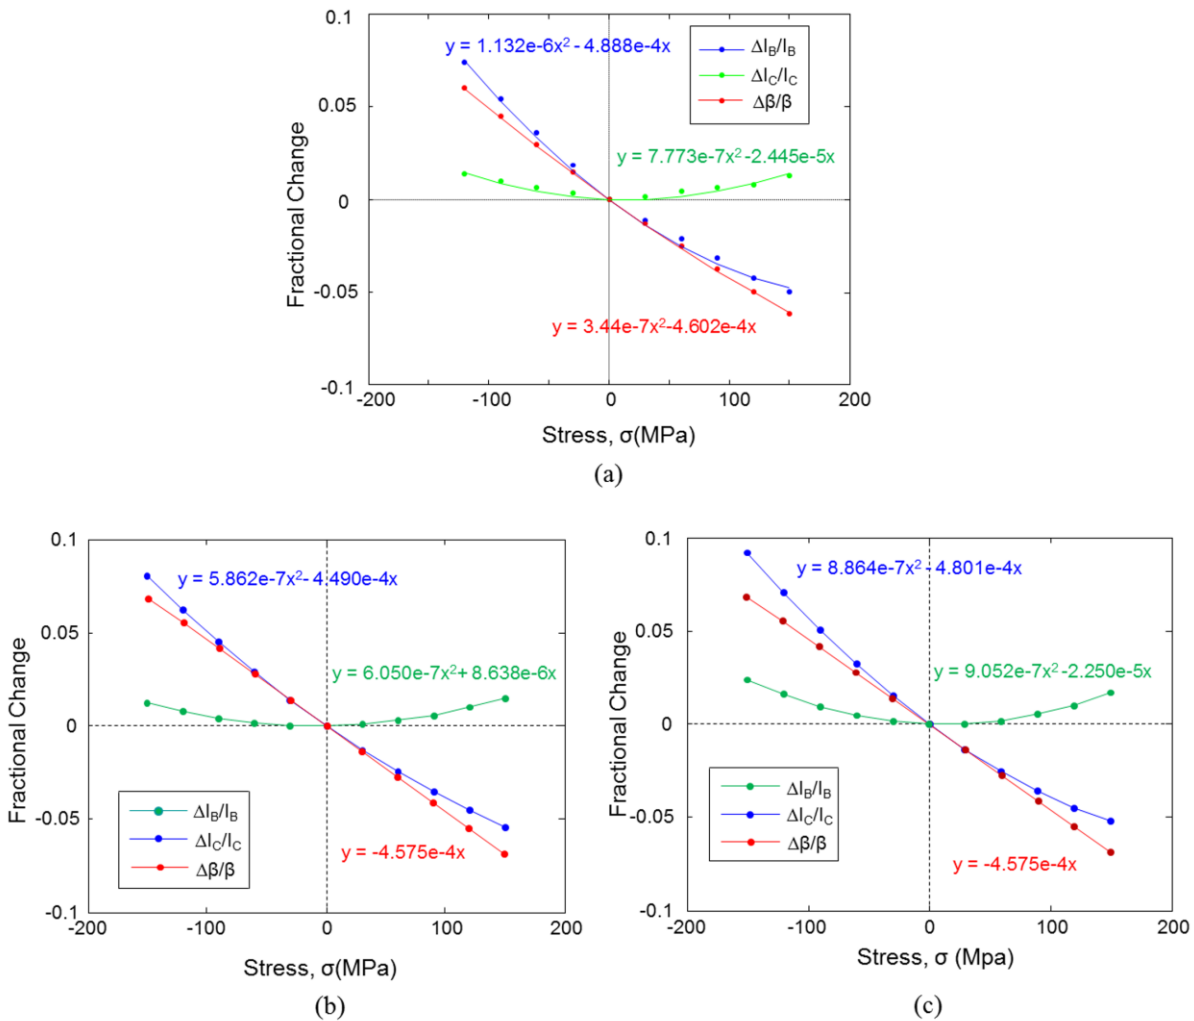 0.1
y = 1.132e-6x² - 4.888e-4x
ΔI_B/I_B
ΔI_C/I_C
Δβ/β
0.05
y = 7.773e-7x² -2.445e-5x
Fractional Change
0
-0.05
y = 3.44e-7x²-4.602e-4x
-0.1
-200 -100 0 100 200
Stress, σ(MPa)
(a)
0.1
y = 5.862e-7x² - 4.490e-4x
0.05
y = 6.050e-7x² + 8.638e-6x
Fractional Change
0
-0.05
ΔI_B/I_B
ΔI_C/I_C
Δβ/β
y = -4.575e-4x
-0.1
-200 -100 0 100 200
Stress, σ(MPa)
(b)
0.1
y = 8.864e-7x² - 4.801e-4x
0.05
y = 9.052e-7x² -2.250e-5x
Fractional Change
0
-0.05
ΔI_B/I_B
ΔI_C/I_C
Δβ/β
y = -4.575e-4x
-0.1
-200 -100 0 100 200
Stress, σ (Mpa)
(c)